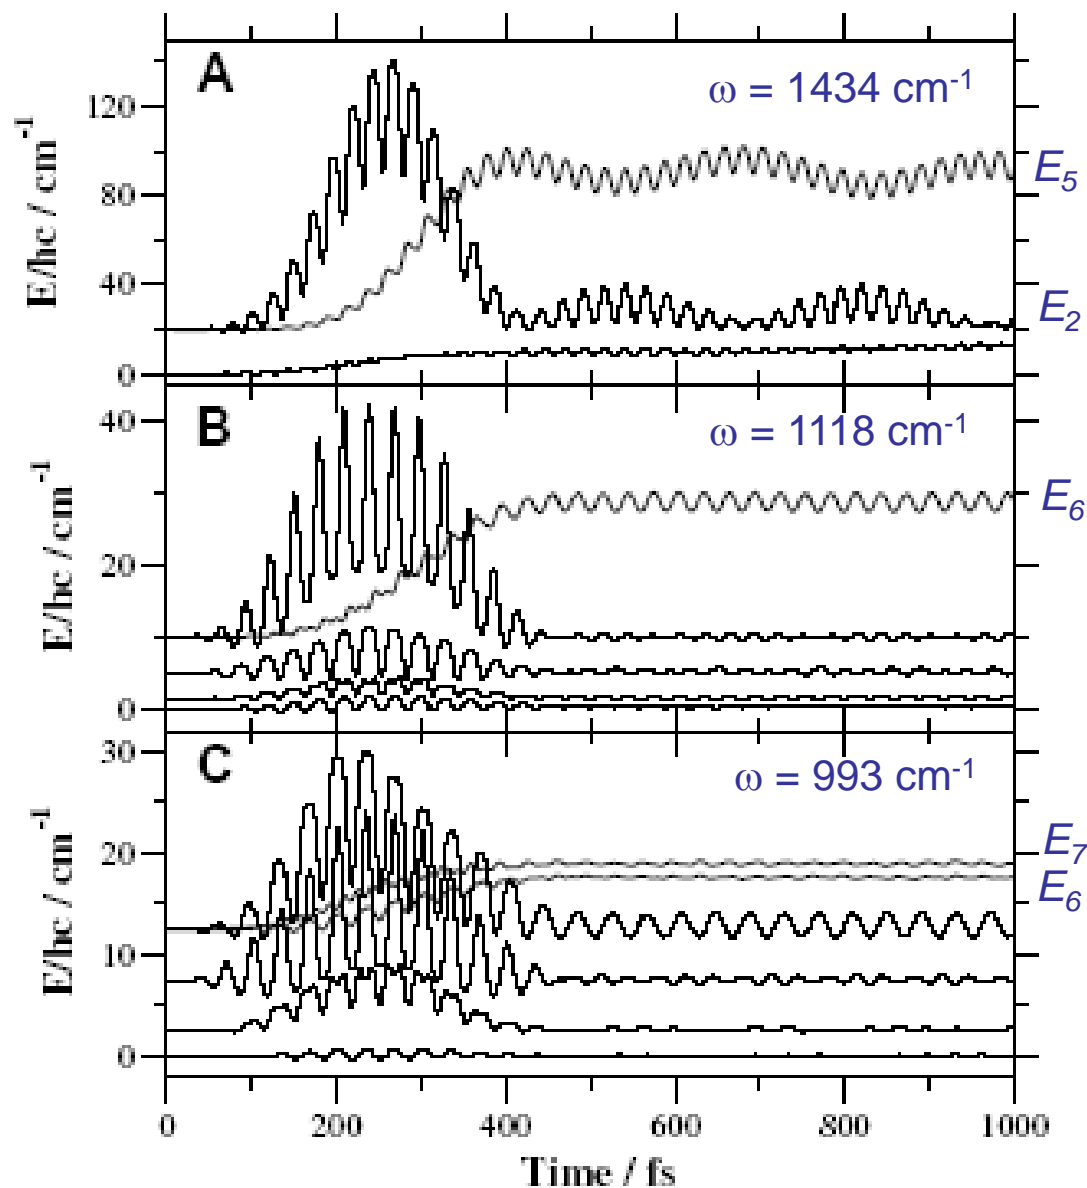 A
ω = 1434 cm⁻¹
E/hc / cm⁻¹
120
80
40
0
E₅
E₂
B
ω = 1118 cm⁻¹
E/hc / cm⁻¹
40
20
0
E₆
C
ω = 993 cm⁻¹
E/hc / cm⁻¹
30
20
10
0
E₇
E₆
0 200 400 600 800 1000
Time / fs